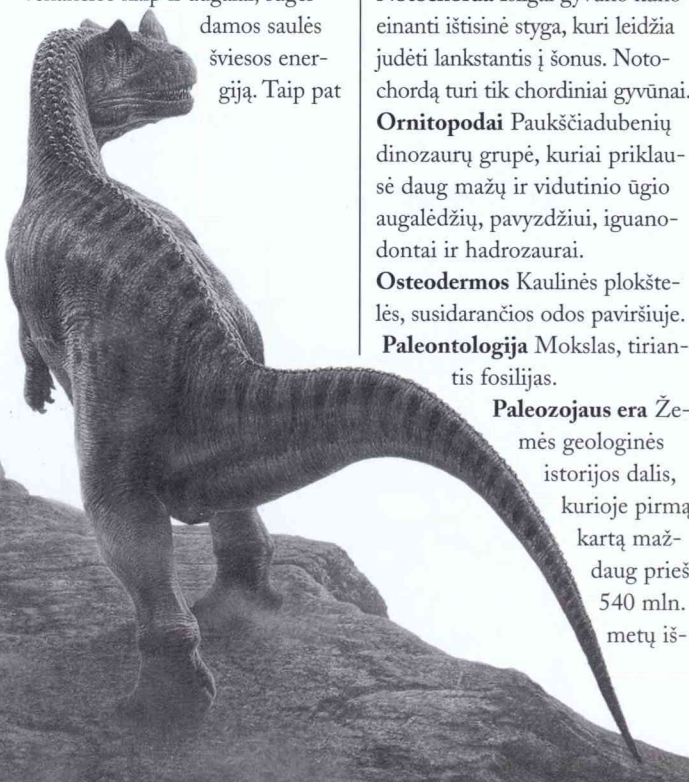 damos saulės
šviesos ener-
giją. Taip pat
einanti ištisinė styga, kuri leidžia
judėti lankstantis į šonus. Noto-
chordą turi tik chordiniai gyvūnai.
Ornitopodai Paukščiadubenių
dinozaurų grupė, kuriai priklau-
sė daug mažų ir vidutinio ūgio
augalėdžių, pavyzdžiui, iguano-
dontai ir hadrozaurai.
Osteodermos Kaulinės plokšte-
lės, susidarančios odos paviršiuje.
Paleontologija Mokslas, tirian-
tis fosilijas.
Paleozojaus era Že-
mės geologinės
istorijos dalis,
kurioje pirmą
kartą maž-
daug prieš
540 mln.
metų iš-